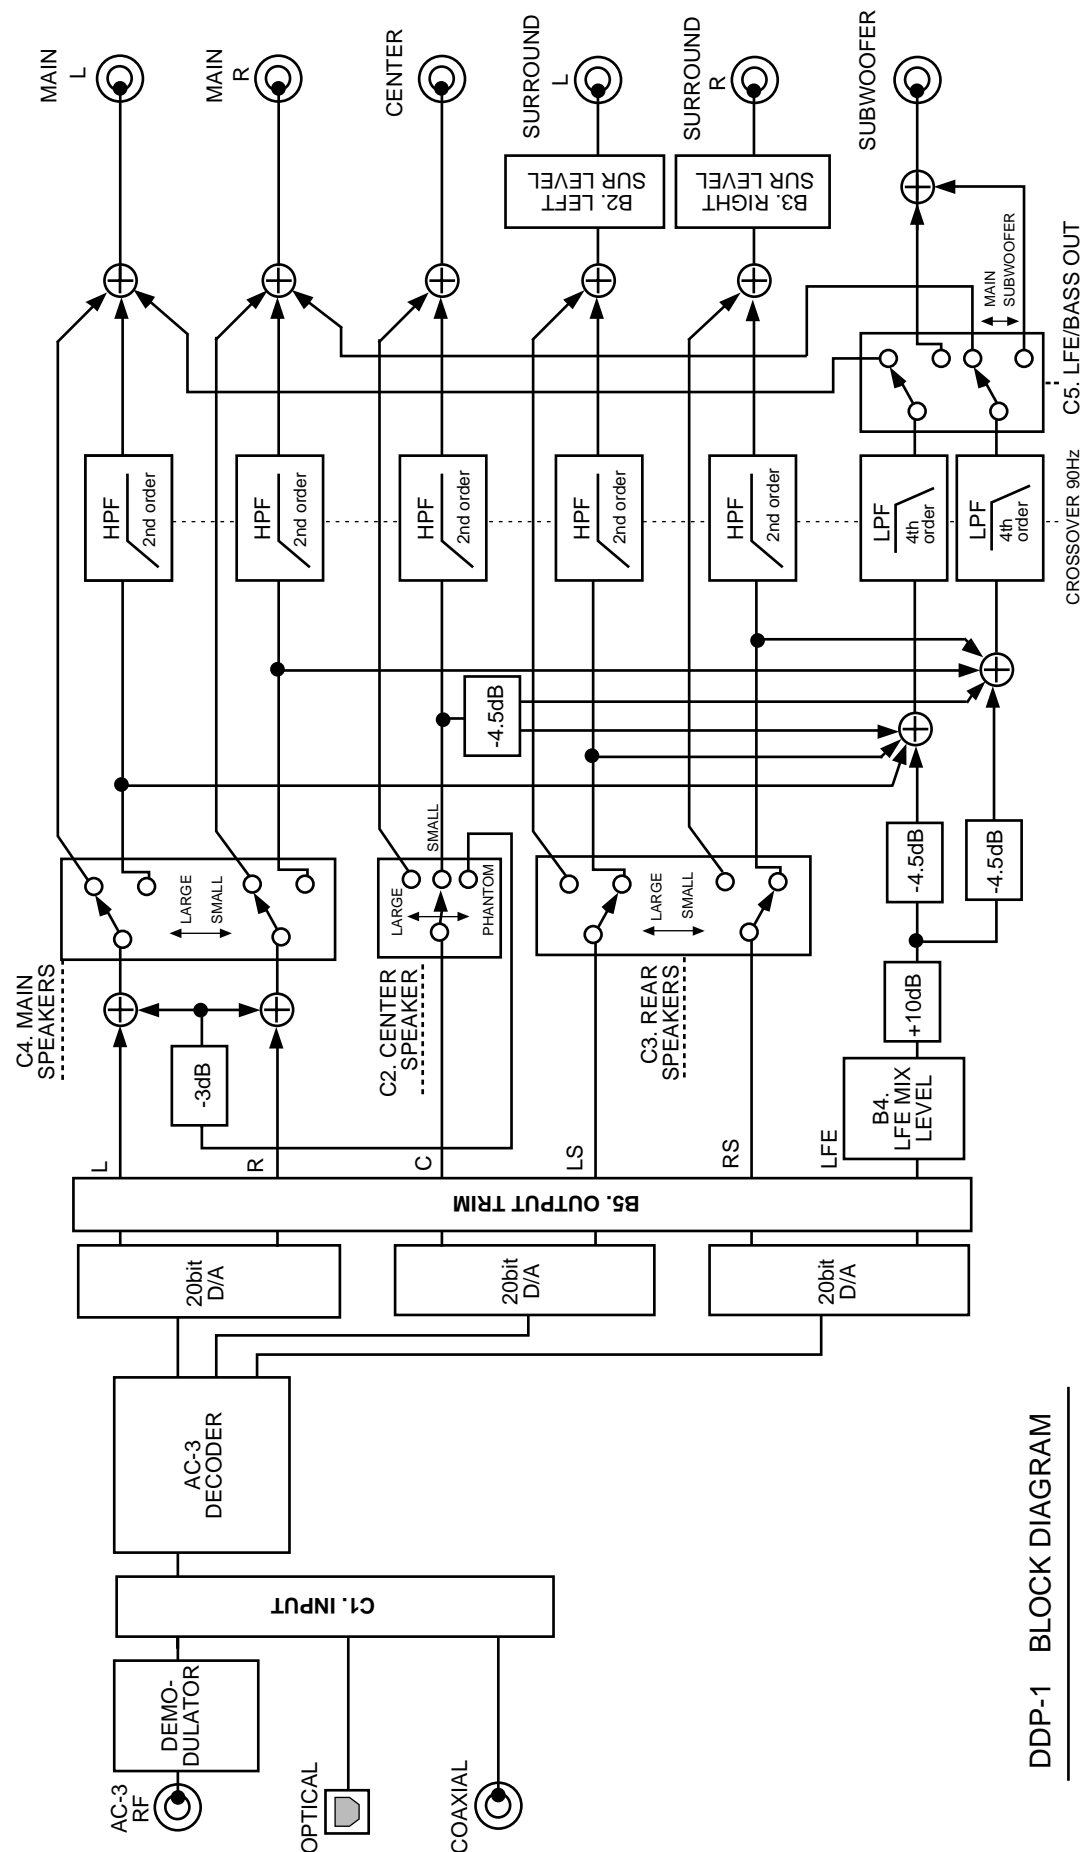 AC-3
RF
DEMO-
DULATOR
OPTICAL
COAXIAL
C1. INPUT
AC-3
DECODER
20bit
D/A
20bit
D/A
20bit
D/A
B5. OUTPUT TRIM
L
R
C
LS
RS
LFE
-3dB
B4.
LFE MIX
LEVEL
+10dB
-4.5dB
-4.5dB
C4. MAIN
SPEAKERS
LARGE
SMALL
C2. CENTER
SPEAKER
LARGE
SMALL
PHANTOM
C3. REAR
SPEAKERS
LARGE
SMALL
-4.5dB
HPF
2nd order
HPF
2nd order
HPF
2nd order
HPF
2nd order
HPF
2nd order
LPF
4th
order
LPF
4th
order
CROSSOVER 90Hz
C5. LFE/BASS OUT
MAIN
SUBWOOFER
B2. LEFT
SUR LEVEL
B3. RIGHT
SUR LEVEL
MAIN
L
MAIN
R
CENTER
SURROUND
L
SURROUND
R
SUBWOOFER
DDP-1 BLOCK DIAGRAM